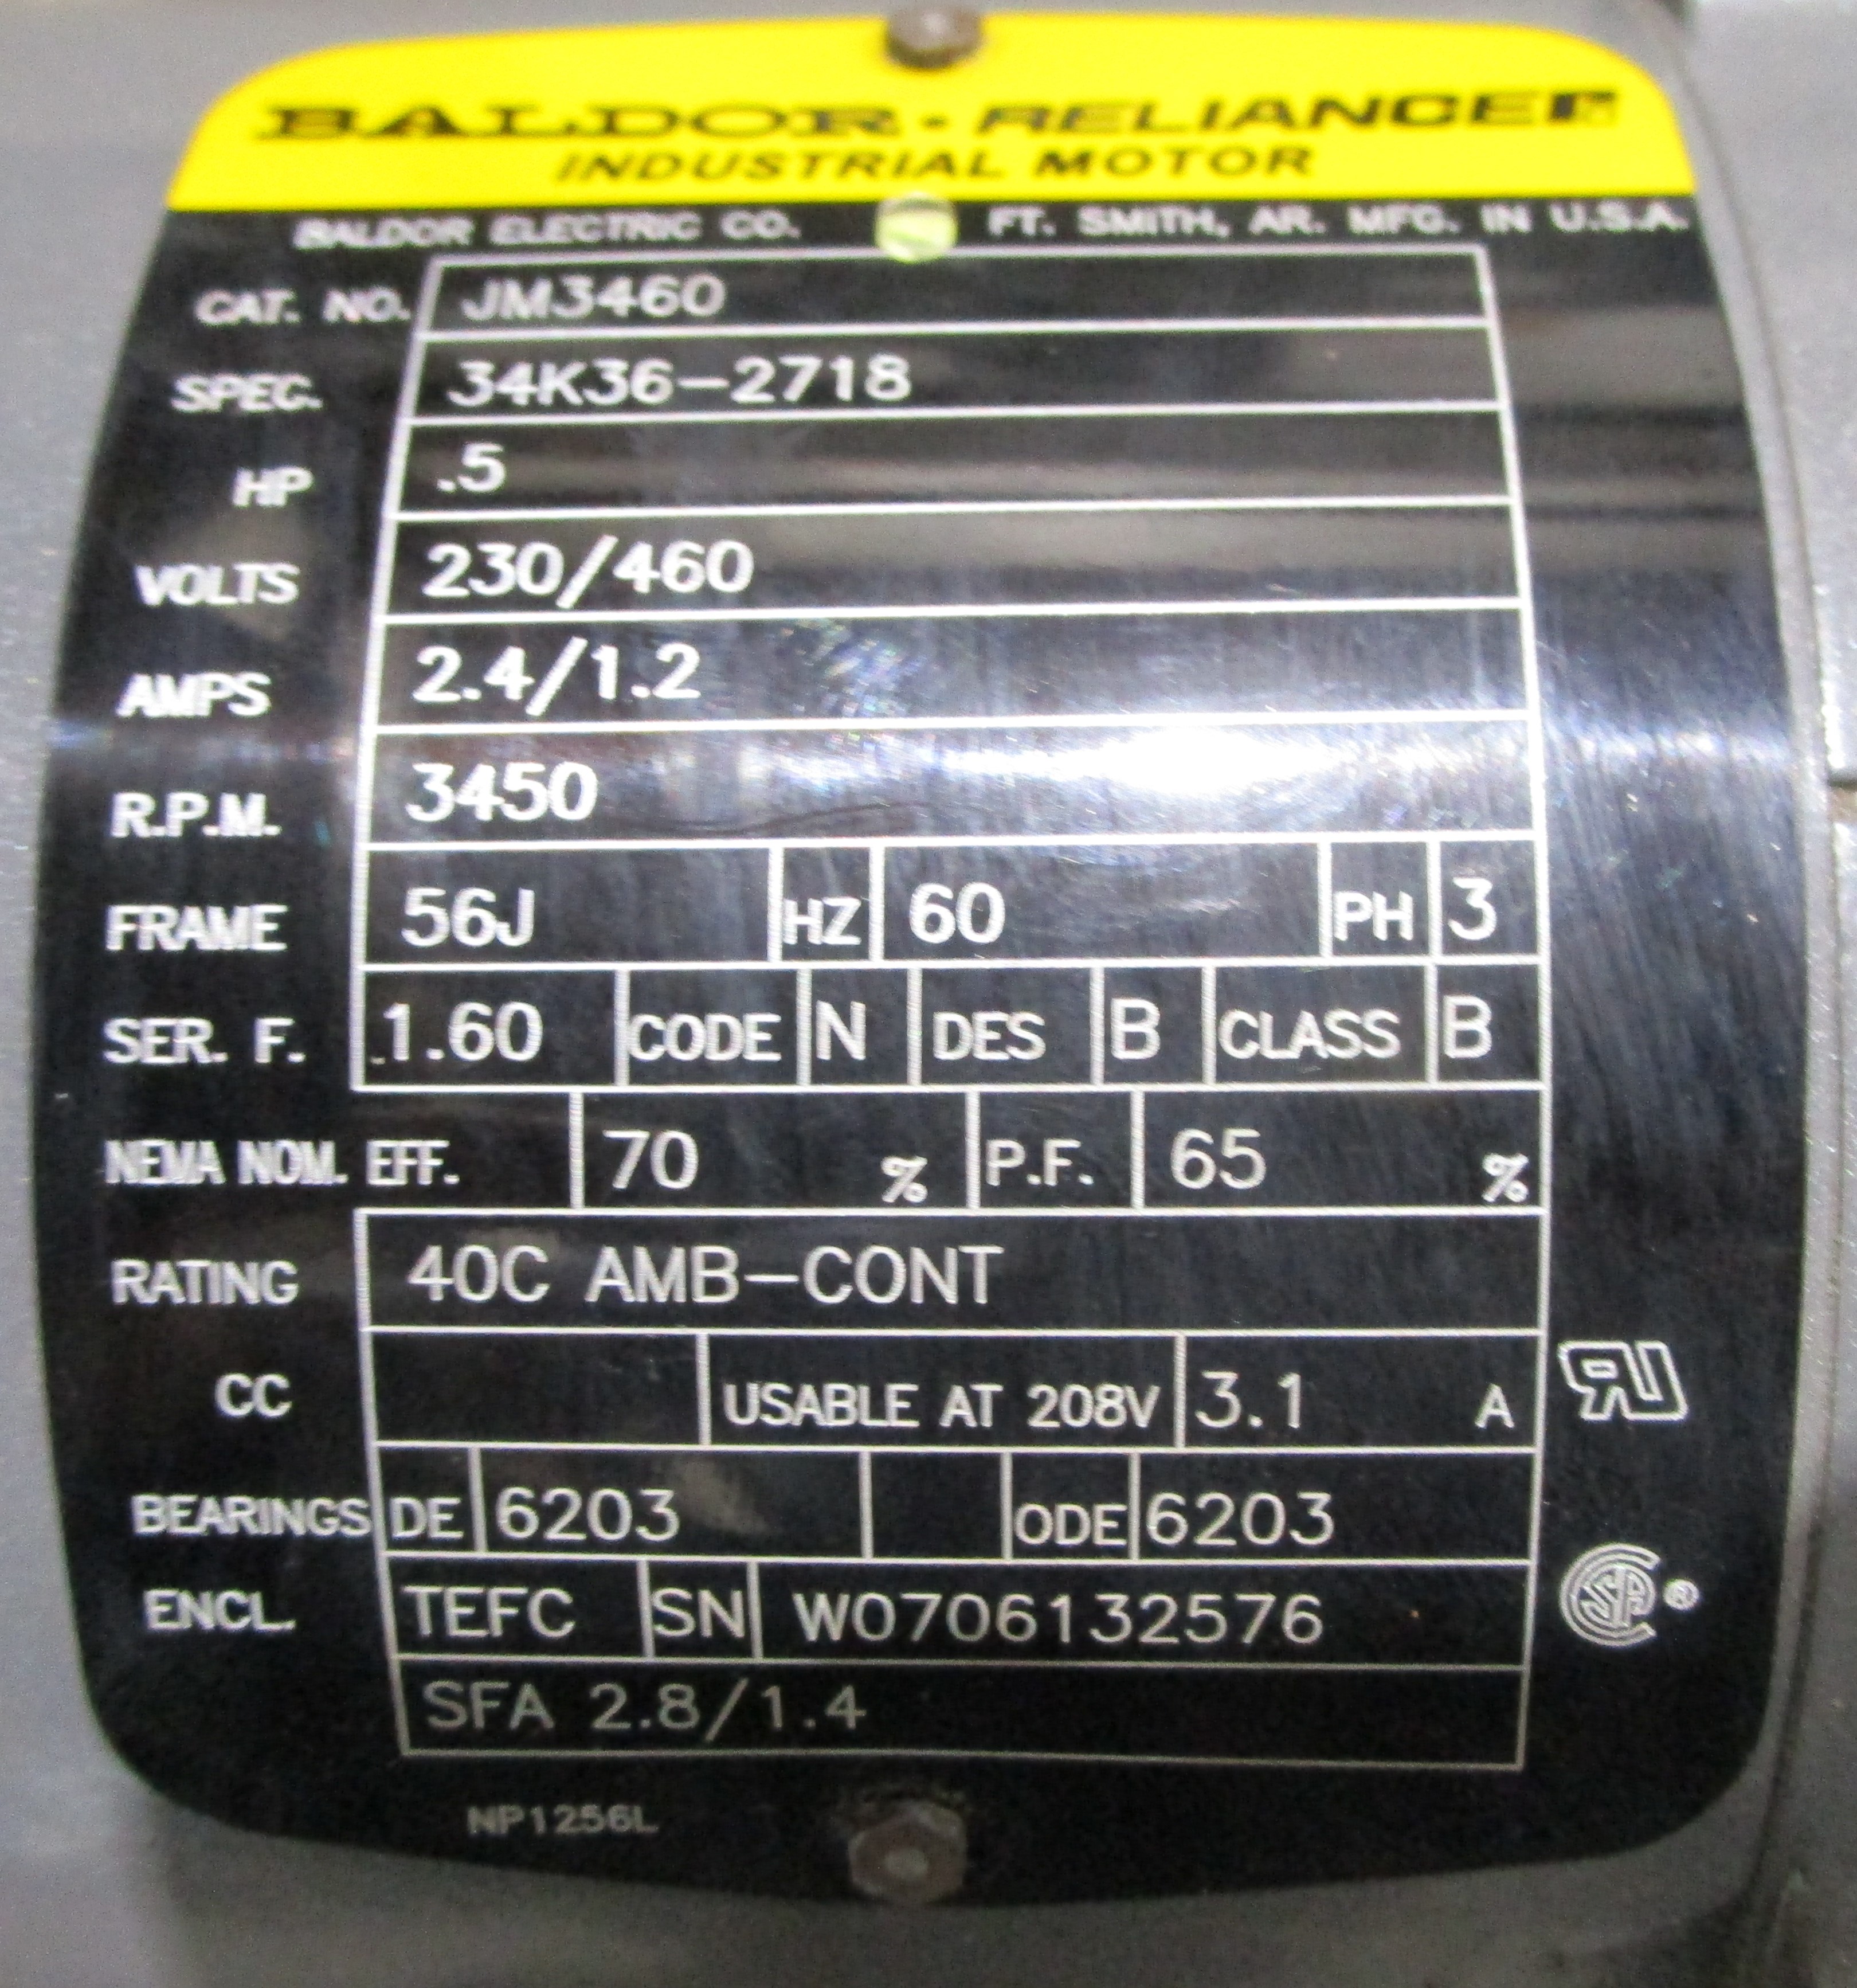 BALDOR • RELIANCE
INDUSTRIAL MOTOR
BALDOR ELECTRIC CO. FT. SMITH, AR. MFG. IN U.S.A.
CAT. NO. JM3460
SPEC. 34K36-2718
HP .5
VOLTS 230/460
AMPS 2.4/1.2
R.P.M. 3450
FRAME 56J HZ 60 PH 3
SER. F. 1.60 CODE N DES B CLASS B
NEMA NOM. EFF. 70 % P.F. 65 %
RATING 40C AMB-CONT
CC USABLE AT 208V 3.1 A
BEARINGS DE 6203 ODE 6203
ENCL. TEFC SN W0706132576
SFA 2.8/1.4
NP1256L